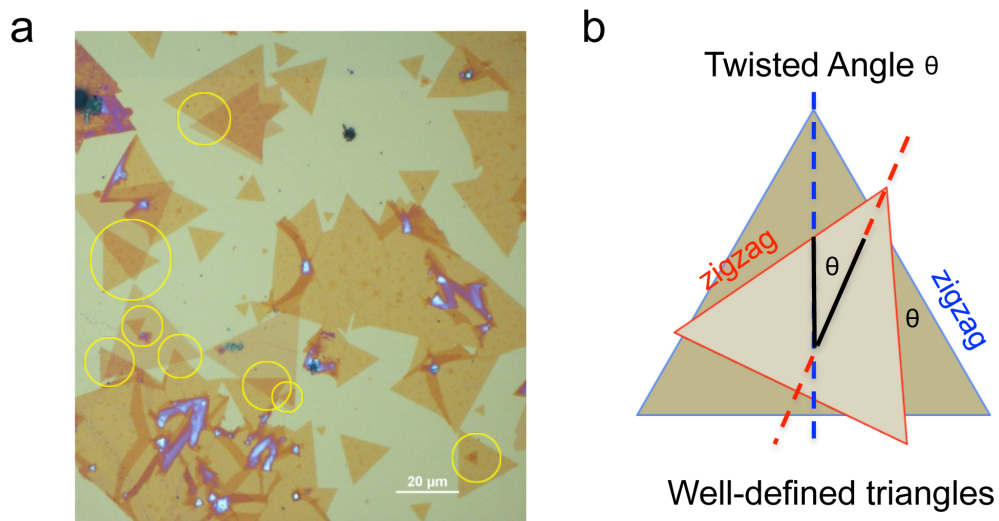 a
20 µm
b
Twisted Angle θ
zigzag
θ
zigzag
θ
Well-defined triangles